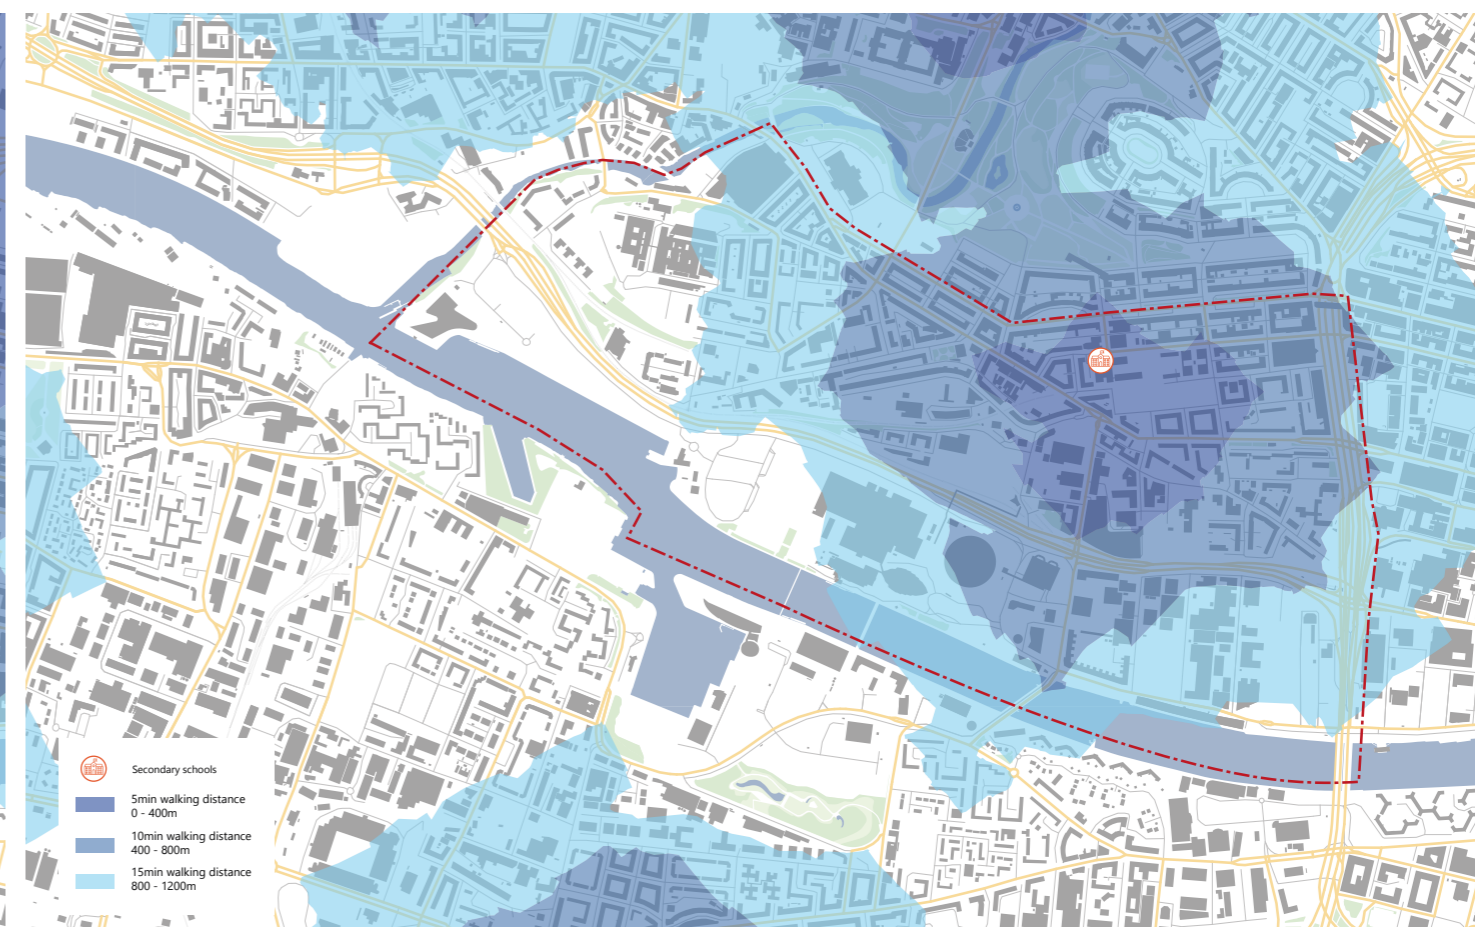 Secondary schools
5min walking distance
0 - 400m
10min walking distance
400 - 800m
15min walking distance
800 - 1200m